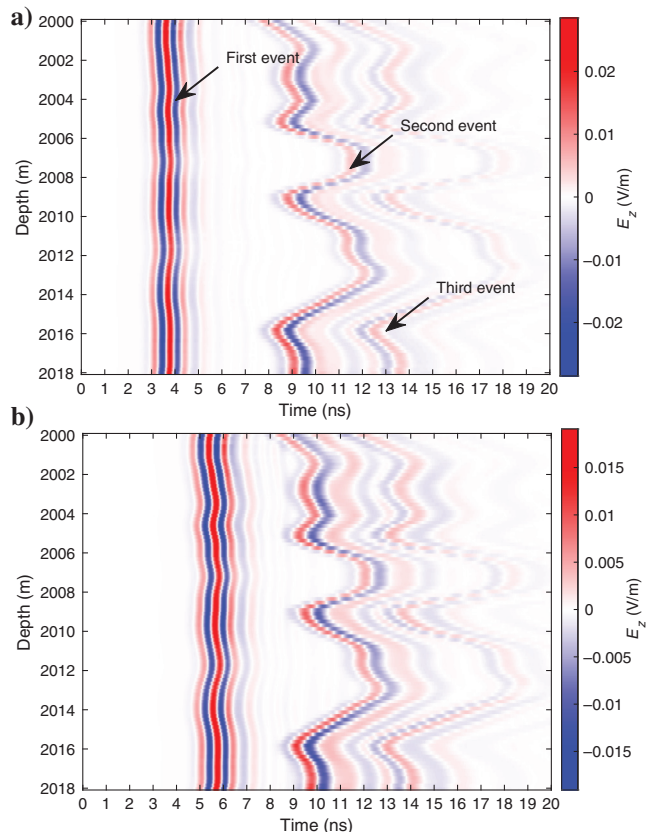 a)
2000
2002
2004
2006
2008
2010
2012
2014
2016
2018
Depth (m)
First event
Second event
Third event
0 1 2 3 4 5 6 7 8 9 10 11 12 13 14 15 16 17 18 19 20
Time (ns)
0.02
0.01
0
−0.01
−0.02
E_z (V/m)
b)
2000
2002
2004
2006
2008
2010
2012
2014
2016
2018
Depth (m)
0 1 2 3 4 5 6 7 8 9 10 11 12 13 14 15 16 17 18 19 20
Time (ns)
0.015
0.01
0.005
0
−0.005
−0.01
−0.015
E_z (V/m)